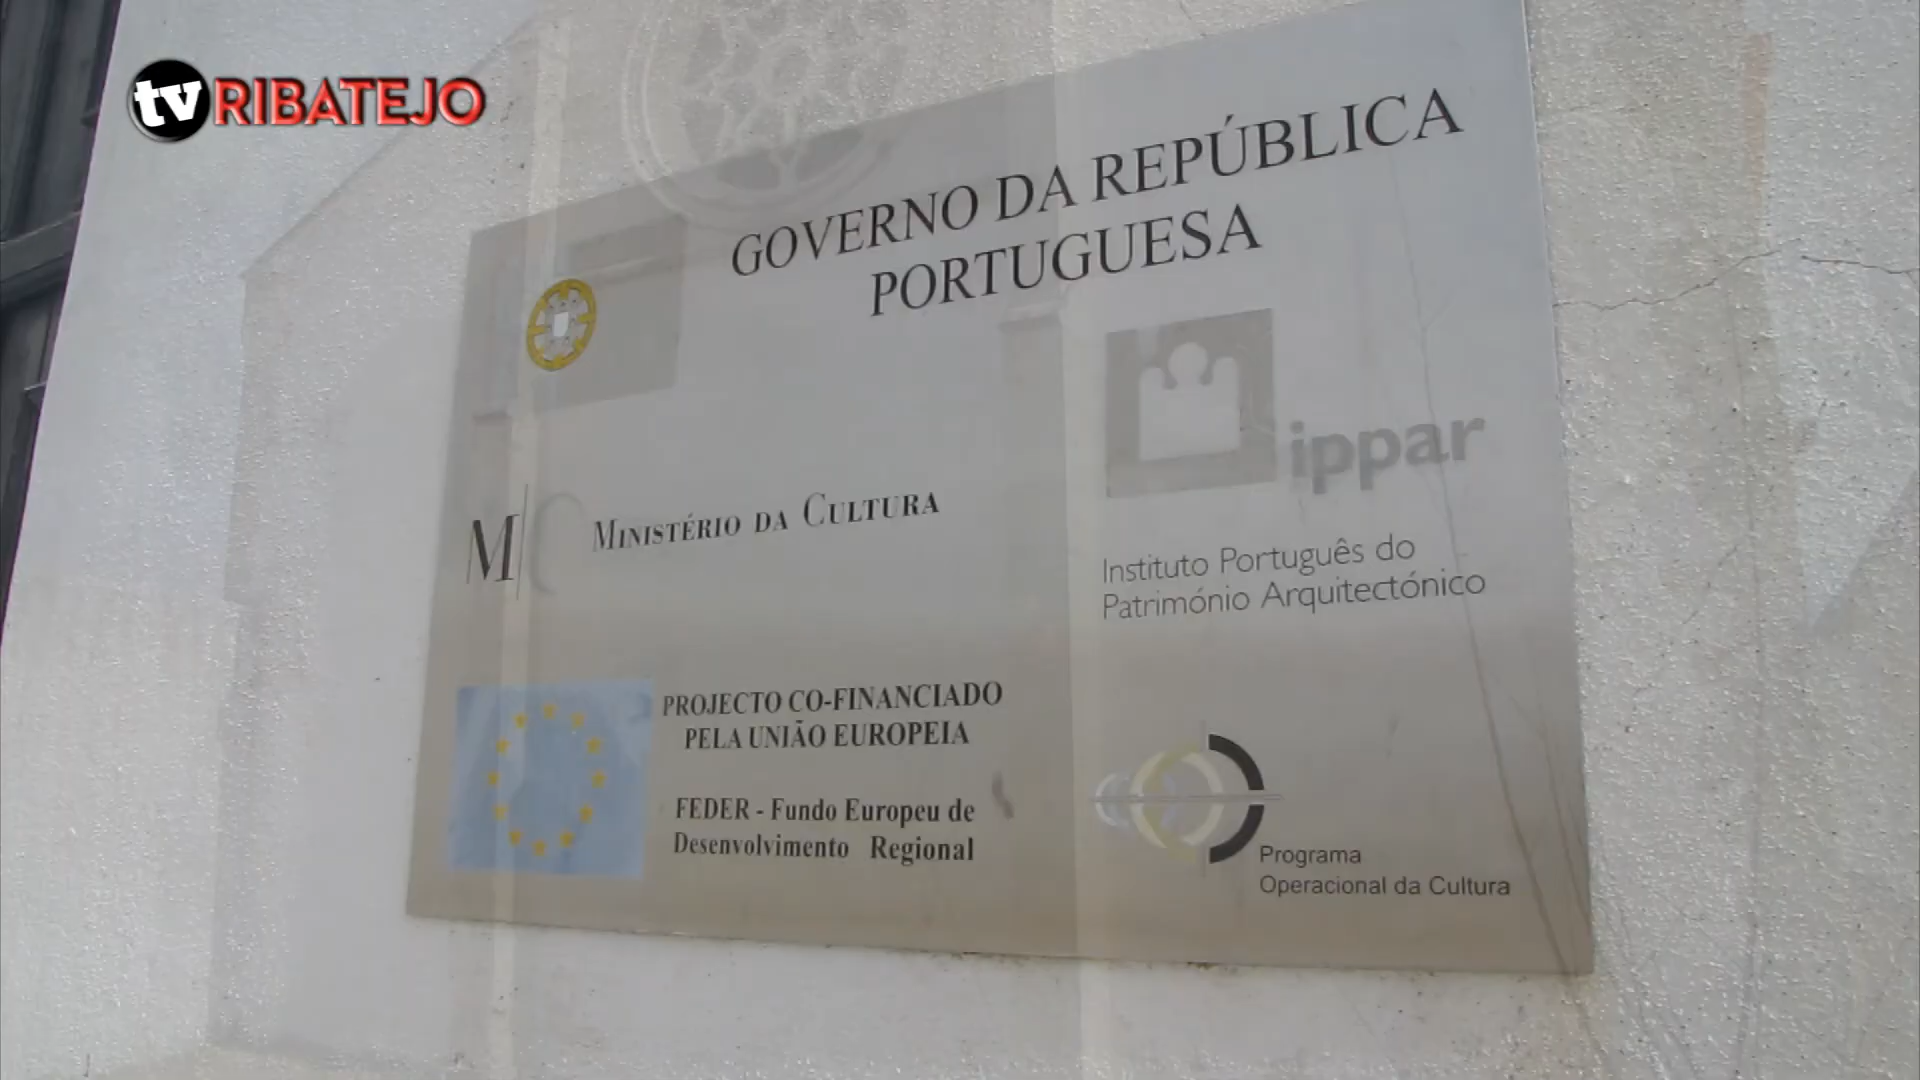 tv RIBATEJO
GOVERNO DA REPÚBLICA
PORTUGUESA
ippar
M|C MINISTÉRIO DA CULTURA
Instituto Português do
Património Arquitectónico
PROJECTO CO-FINANCIADO
PELA UNIÃO EUROPEIA
FEDER - Fundo Europeu de
Desenvolvimento Regional
Programa
Operacional da Cultura